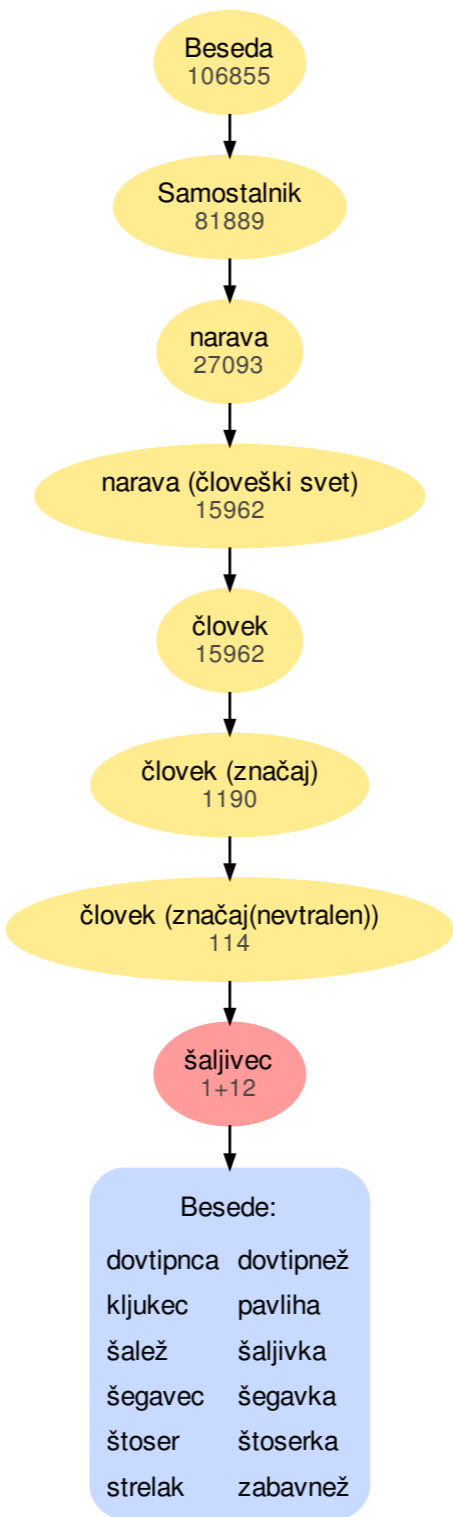 Beseda
106855
Samostalnik
81889
narava
27093
narava (človeški svet)
15962
človek
15962
človek (značaj)
1190
človek (značaj(nevtralen))
114
šaljivec
1+12
Besede:
dovtipnca dovtipnež
kljukec pavliha
šalež šaljivka
šegavec šegavka
štoser štoserka
strelak zabavnež